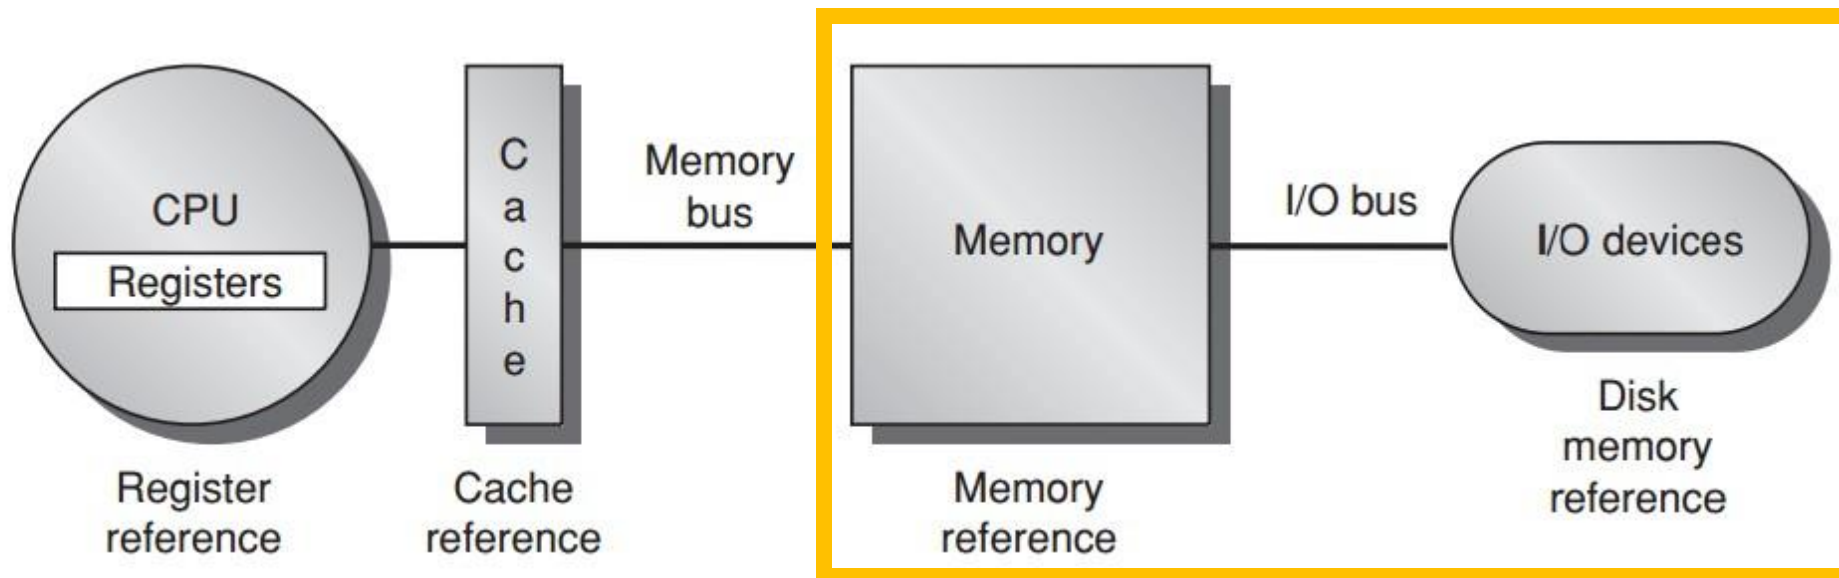 CPU
Registers
Register
reference
C
a
c
h
e
Cache
reference
Memory
bus
Memory
Memory
reference
I/O bus
I/O devices
Disk
memory
reference